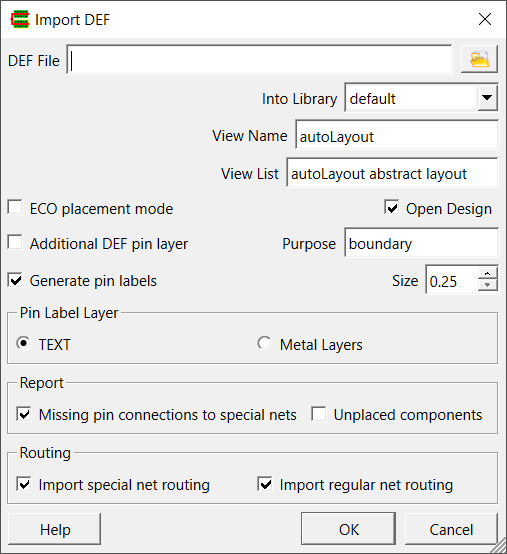 Import DEF
DEF File
Into Library default
View Name autoLayout
View List autoLayout abstract layout
ECO placement mode Open Design
Additional DEF pin layer Purpose boundary
Generate pin labels Size 0.25
Pin Label Layer
TEXT Metal Layers
Report
Missing pin connections to special nets Unplaced components
Routing
Import special net routing Import regular net routing
Help OK Cancel